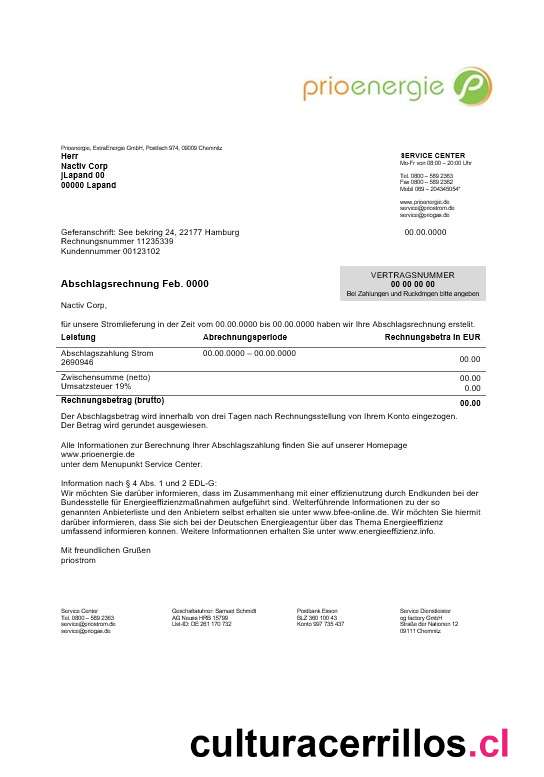 prioenergie
Prioenergie, ExtraEnergie GmbH, Postfach 974, 09009 Chemnitz
Herr
Nactiv Corp
jLapand 00
00000 Lapand
SERVICE CENTER
Mo-Fr von 08:00 – 20:00 Uhr
Tel. 0800 – 589 2363
Fax 0800 – 589 2362
Mobil 089 – 204345054*
www.prioenergie.de
service@priostrom.de
service@priogas.de
Geferanschrift: See bekring 24, 22177 Hamburg
Rechnungsnummer 11235339
Kundennummer 00123102
00.00.0000
VERTRAGSNUMMER
00 00 00 00
Bei Zahlungen und Ruckdmgen bitte angeben
Abschlagsrechnung Feb. 0000
Nactiv Corp,
für unsere Stromlieferung in der Zeit vom 00.00.0000 bis 00.00.0000 haben wir Ihre Abschlagsrechnung erstelit.
Leistung Abrechnungsperiode Rechnungsbetra in EUR
Abschlagszahlung Strom 00.00.0000 – 00.00.0000
2690946 00.00
Zwischensumme (netto) 00.00
Umsatzsteuer 19% 0.00
Rechnungsbetrag (brutto) 00.00
Der Abschlagsbetrag wird innerhalb von drei Tagen nach Rechnungsstellung von Ihrem Konto eingezogen.
Der Betrag wird gerundet ausgewiesen.
Alle Informationen zur Berechnung Ihrer Abschlagszahlung finden Sie auf unserer Homepage
www.prioenergie.de
unter dem Menupunkt Service Center.
Information nach § 4 Abs. 1 und 2 EDL-G:
Wir möchten Sie darüber informieren, dass im Zusammenhang mit einer effizienutzung durch Endkunden bei der
Bundesstelle für Energieeffizienzmaßnahmen aufgeführt sind. Weiterführende Informationen zu der so
genannten Anbieterliste und den Anbietern selbst erhalten sie unter www.bfee-online.de. Wir möchten Sie hiermit
darüber informieren, dass Sie sich bei der Deutschen Energieagentur über das Thema Energieeffizienz
umfassend informieren konnen. Weitere Informationnen erhalten Sie unter www.energieeffizienz.info.
Mit freundlichen Grußen
priostrom
Service Center
Tel. 0800 – 589 2363
service@priostrom.de
service@priogas.de
Geschaftsfuhror: Samuel Schmidt
AG Neuss HRB 15799
Ust-ID: DE 261 170 732
Postbank Essen
BLZ 360 100 43
Konto 997 735 437
Service Dienstleister
og factory GmbH
Straße der Nationen 12
09111 Chemnitz
culturacerrillos.cl